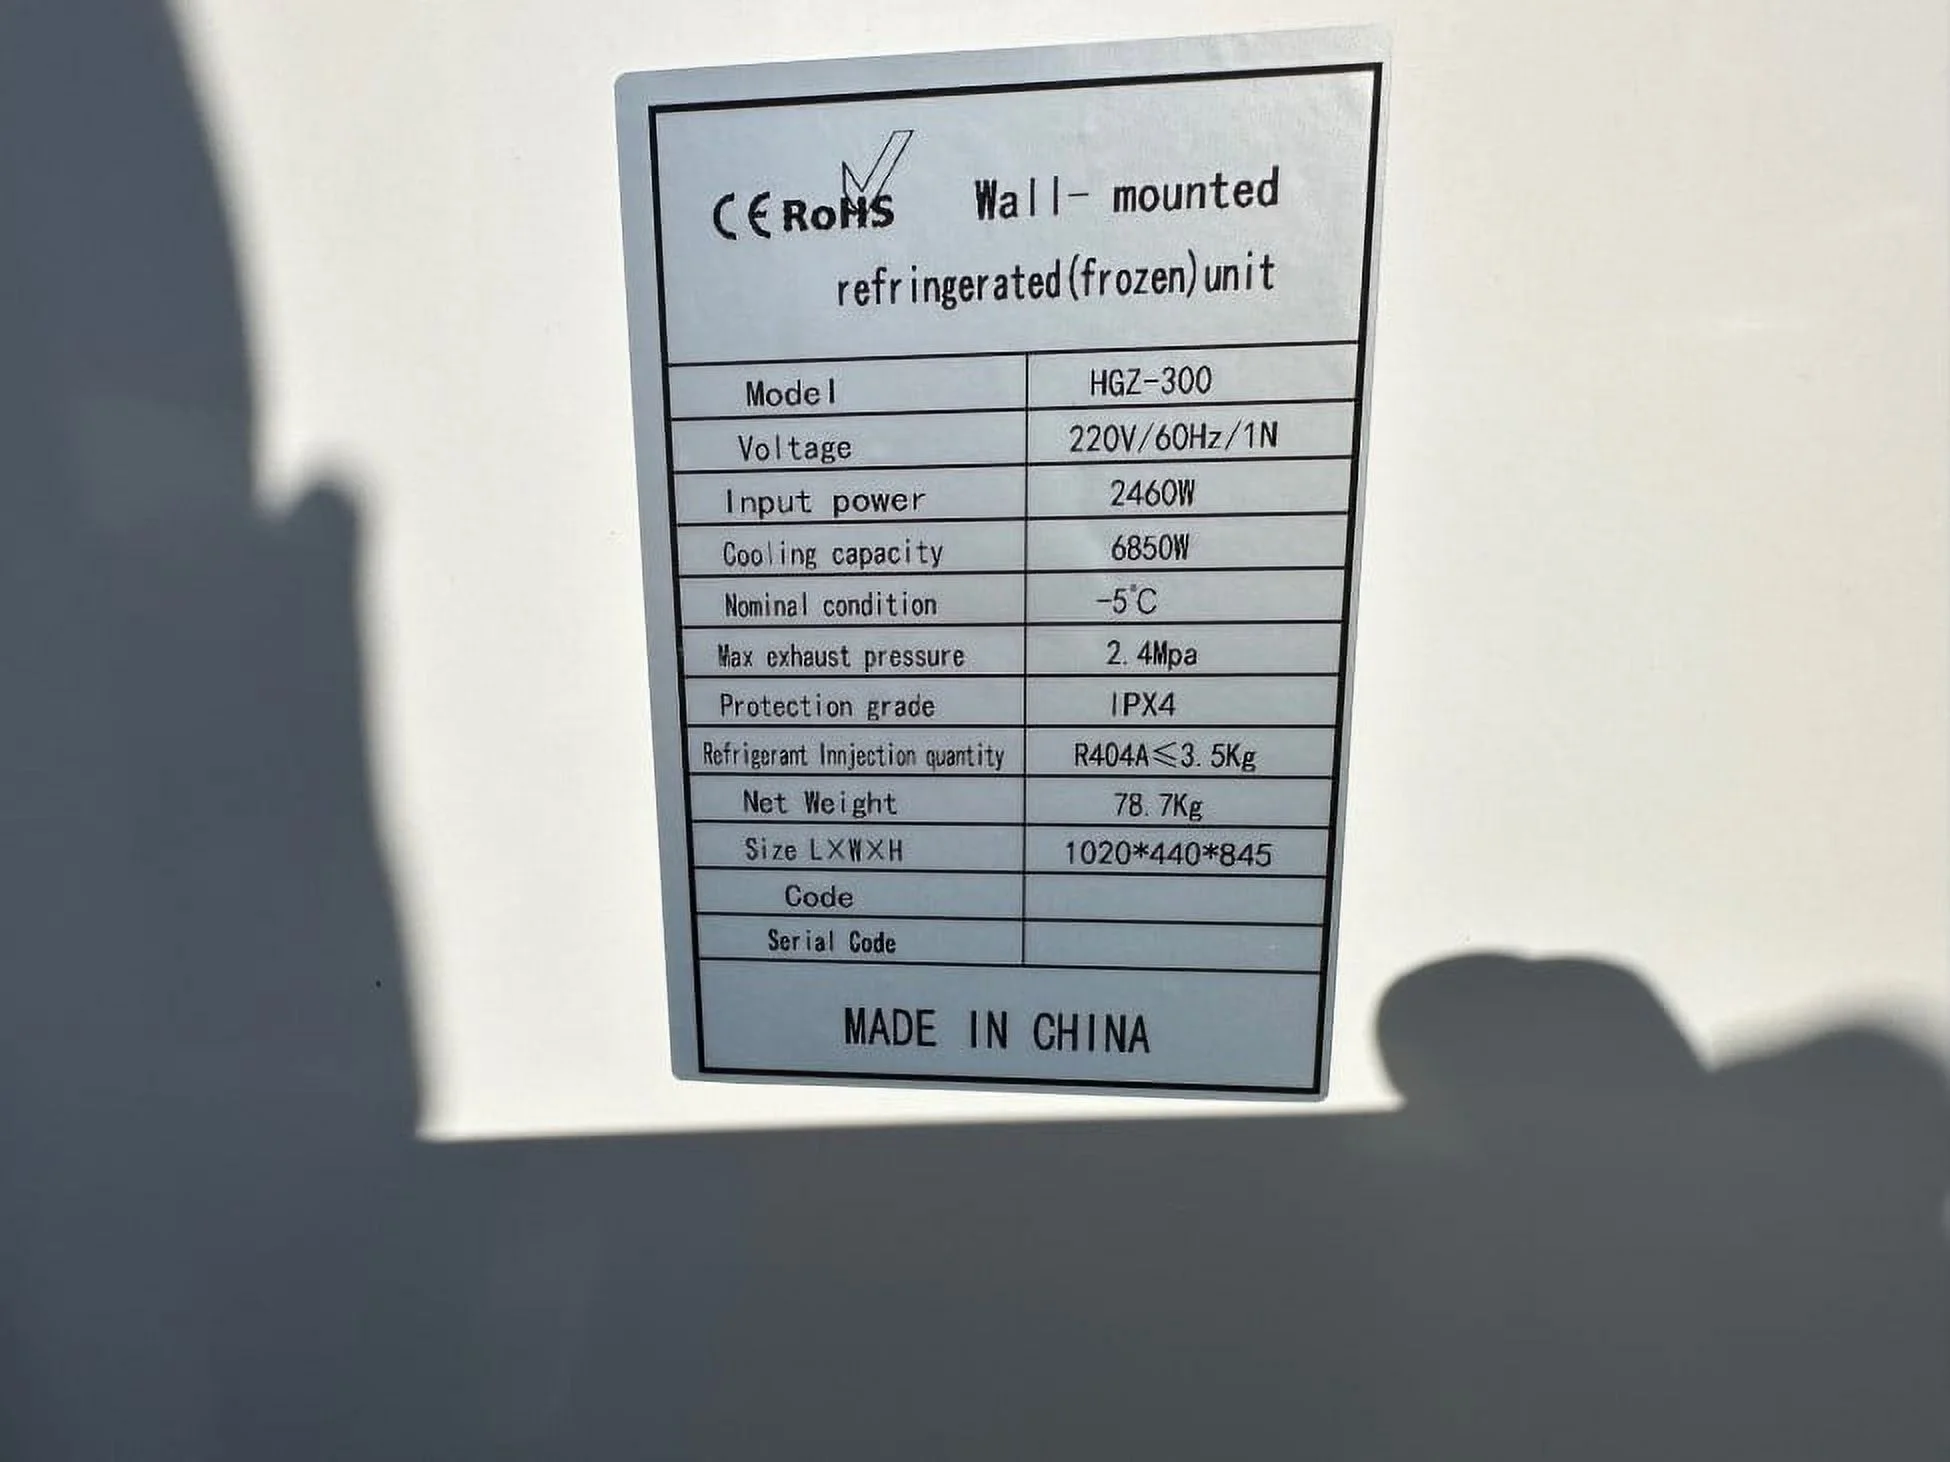 CE RoHS Wall- mounted
refringerated(frozen)unit
Model HGZ-300
Voltage 220V/60Hz/1N
Input power 2460W
Cooling capacity 6850W
Nominal condition -5°C
Max exhaust pressure 2.4Mpa
Protection grade IPX4
Refrigerant Innjection quantity R404A≤3.5Kg
Net Weight 78.7Kg
Size L×W×H 1020*440*845
Code
Serial Code
MADE IN CHINA